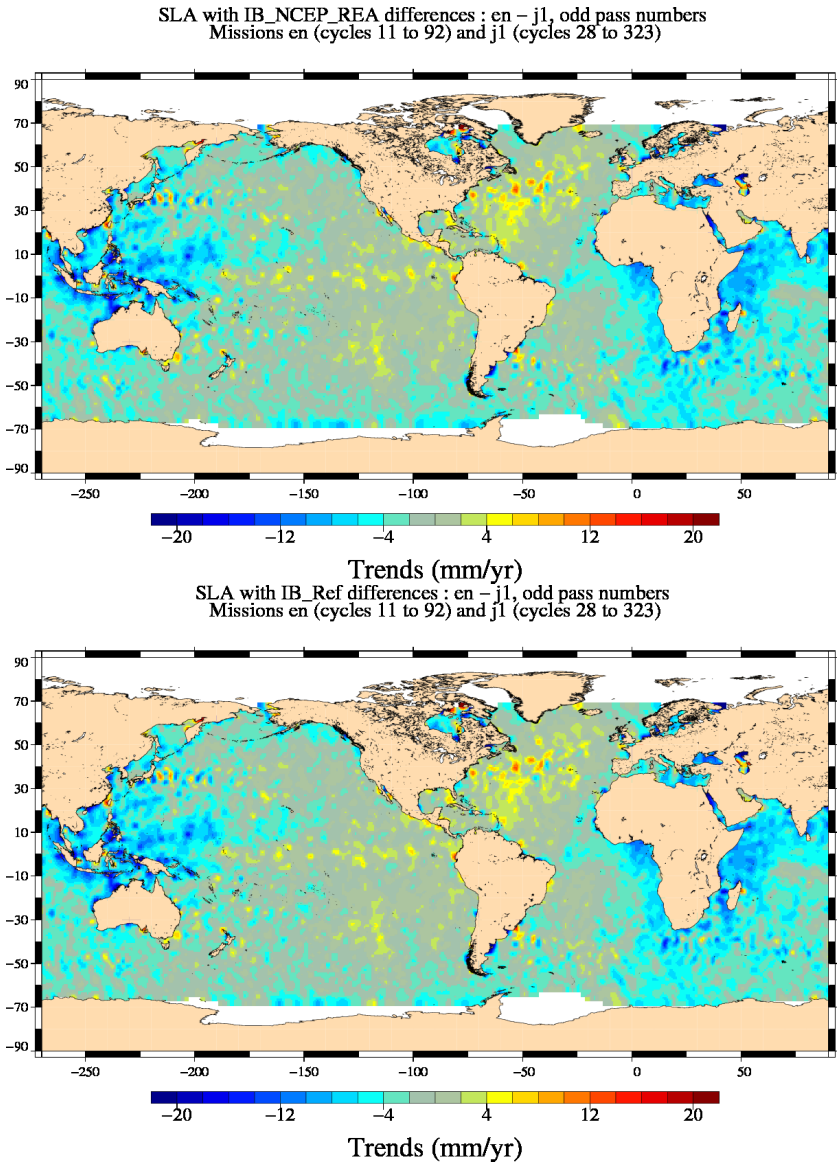 SLA with IB_NCEP_REA differences : en − j1, odd pass numbers
Missions en (cycles 11 to 92) and j1 (cycles 28 to 323)
90
70
50
30
10
−10
−30
−50
−70
−90
−250 −200 −150 −100 −50 0 50
−20 −12 −4 4 12 20
Trends (mm/yr)
SLA with IB_Ref differences : en − j1, odd pass numbers
Missions en (cycles 11 to 92) and j1 (cycles 28 to 323)
90
70
50
30
10
−10
−30
−50
−70
−90
−250 −200 −150 −100 −50 0 50
−20 −12 −4 4 12 20
Trends (mm/yr)